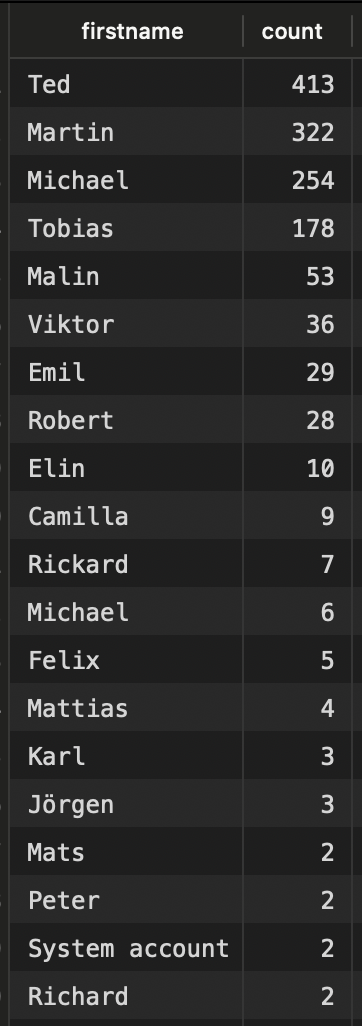 firstname count
Ted 413
Martin 322
Michael 254
Tobias 178
Malin 53
Viktor 36
Emil 29
Robert 28
Elin 10
Camilla 9
Rickard 7
Michael 6
Felix 5
Mattias 4
Karl 3
Jörgen 3
Mats 2
Peter 2
System account 2
Richard 2